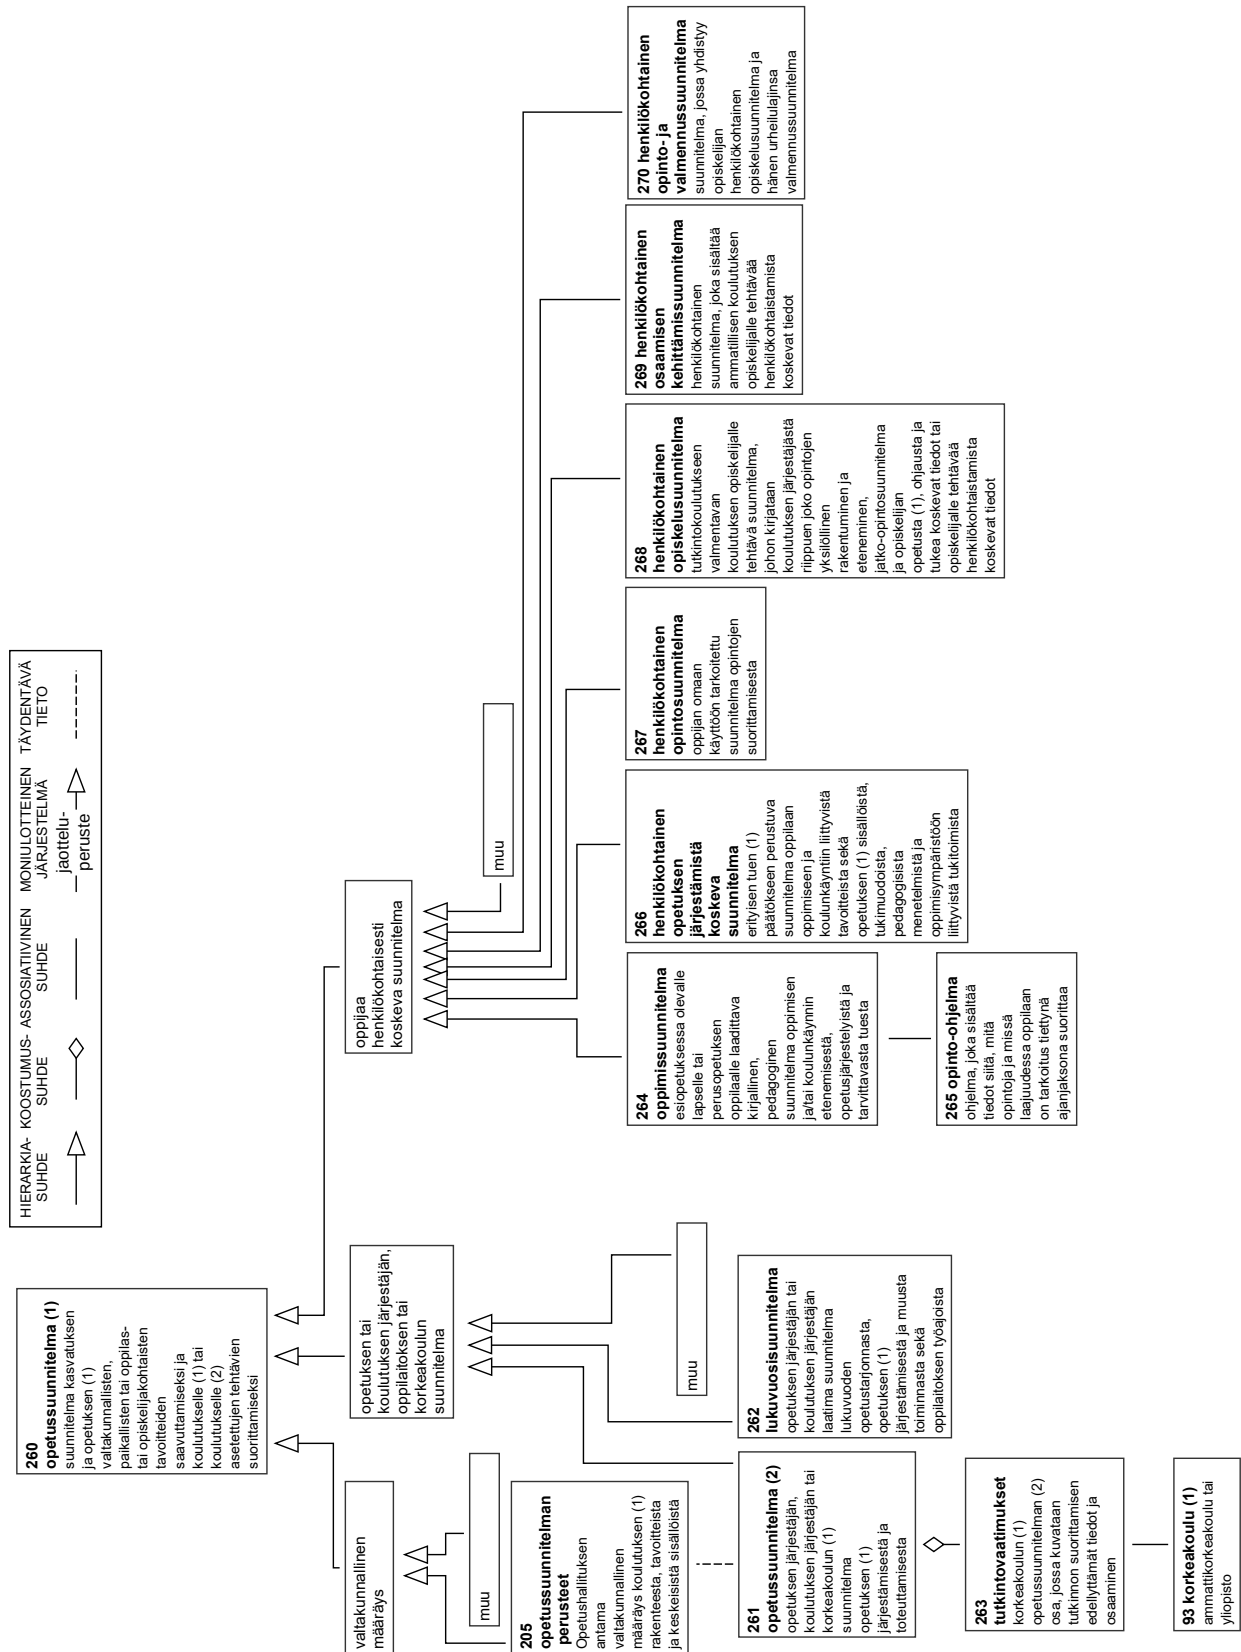 HIERARKIA-
SUHDE
KOOSTUMUS-
SUHDE
ASSOSIATIIVINEN
SUHDE
MONIULOTTEINEN
JÄRJESTELMÄ
jaottelu-
peruste
TÄYDENTÄVÄ
TIETO
260
opetussuunnitelma (1)
suunnitelma kasvatuksen
ja opetuksen (1)
valtakunnallisten,
paikallisten tai oppilas-
tai opiskelijakohtaisten
tavoitteiden
saavuttamiseksi ja
koulutukselle (1) tai
koulutukselle (2)
asetettujen tehtävien
suorittamiseksi
valtakunnallinen
määräys
muu
205
opetussuunnitelman
perusteet
Opetushallituksen
antama
valtakunnallinen
määräys koulutuksen (1)
rakenteesta, tavoitteista
ja keskeisistä sisällöistä
opetuksen tai
koulutuksen järjestäjän,
oppilaitoksen tai
korkeakoulun
suunnitelma
muu
261
opetussuunnitelma (2)
opetuksen järjestäjän,
koulutuksen järjestäjän tai
korkeakoulun (1)
suunnitelma
opetuksen (1)
järjestämisestä ja
toteuttamisesta
262
lukuvuosisuunnitelma
opetuksen järjestäjän tai
koulutuksen järjestäjän
laatima suunnitelma
lukuvuoden
opetustarjonnasta,
opetuksen (1)
järjestämisestä ja muusta
toiminnasta sekä
oppilaitoksen työajoista
263
tutkintovaatimukset
korkeakoulun (1)
opetussuunnitelman (2)
osa, jossa kuvataan
tutkinnon suorittamisen
edellyttämät tiedot ja
osaaminen
93 korkeakoulu (1)
ammattikorkeakoulu tai
yliopisto
oppijaa
henkilökohtaisesti
koskeva suunnitelma
muu
264
oppimissuunnitelma
esiopetuksessa olevalle
lapselle tai
perusopetuksen
oppilaalle laadittava
kirjallinen,
pedagoginen
suunnitelma oppimisen
ja/tai koulunkäynnin
etenemisestä,
opetusjärjestelyistä ja
tarvittavasta tuesta
265 opinto-ohjelma
ohjelma, joka sisältää
tiedot siitä, mitä
opintoja ja missä
laajuudessa oppilaan
on tarkoitus tiettynä
ajanjaksona suorittaa
266
henkilökohtainen
opetuksen
järjestämistä
koskeva
suunnitelma
erityisen tuen (1)
päätökseen perustuva
suunnitelma oppilaan
oppimiseen ja
koulunkäyntiin liittyvistä
tavoitteista sekä
opetuksen (1) sisällöistä,
tukimuodoista,
pedagogisista
menetelmistä ja
oppimisympäristöön
liittyvistä tukitoimista
267
henkilökohtainen
opintosuunnitelma
oppijan omaan
käyttöön tarkoitettu
suunnitelma opintojen
suorittamisesta
268
henkilökohtainen
opiskelusuunnitelma
tutkintokoulutukseen
valmentavan
koulutuksen opiskelijalle
tehtävä suunnitelma,
johon kirjataan
koulutuksen järjestäjästä
riippuen joko opintojen
yksilöllinen
rakentuminen ja
eteneminen,
jatko-opintosuunnitelma
ja opiskelijan
opetusta (1), ohjausta ja
tukea koskevat tiedot tai
opiskelijalle tehtävää
henkilökohtaistamista
koskevat tiedot
269 henkilökohtainen
osaamisen
kehittämissuunnitelma
henkilökohtainen
suunnitelma, joka sisältää
ammatillisen koulutuksen
opiskelijalle tehtävää
henkilökohtaistamista
koskevat tiedot
270 henkilökohtainen
opinto- ja
valmennussuunnitelma
suunnitelma, jossa yhdistyy
opiskelijan
henkilökohtainen
opiskelusuunnitelma ja
hänen urheilulajinsa
valmennussuunnitelma